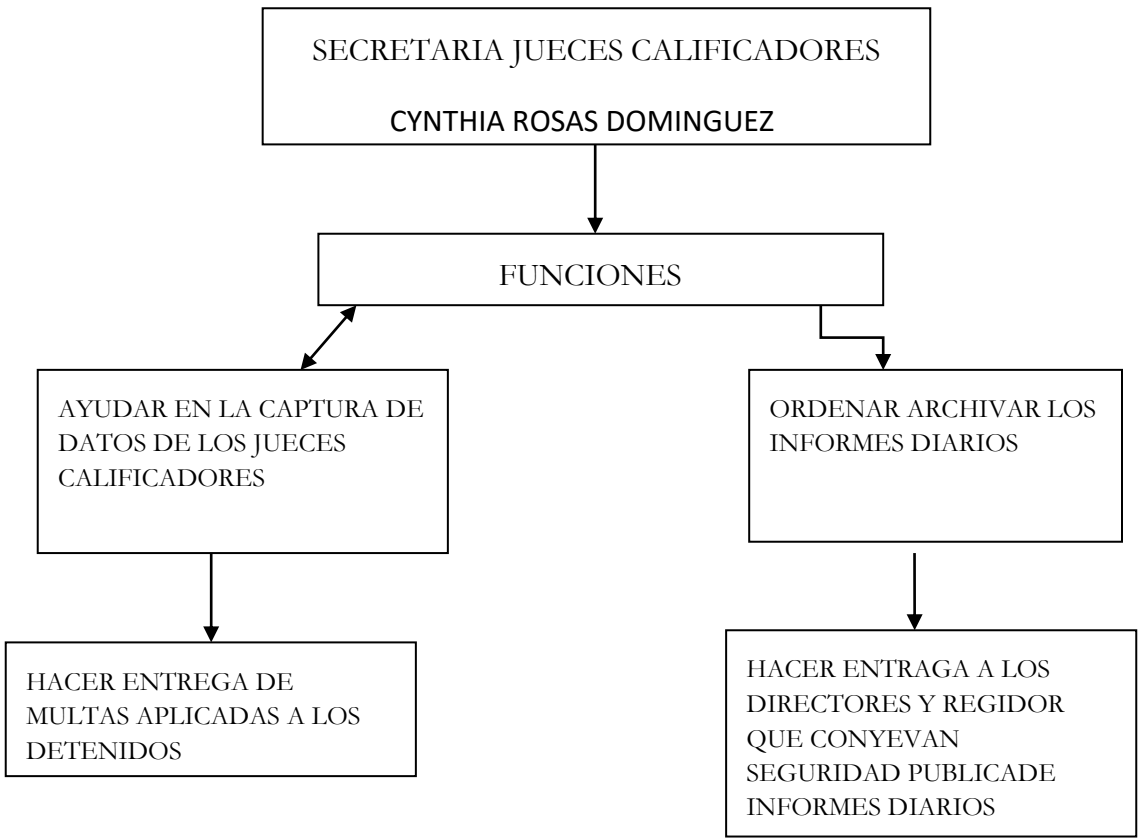 SECRETARIA JUECES CALIFICADORES
CYNTHIA ROSAS DOMINGUEZ
FUNCIONES
AYUDAR EN LA CAPTURA DE
DATOS DE LOS JUECES
CALIFICADORES
ORDENAR ARCHIVAR LOS
INFORMES DIARIOS
HACER ENTREGA DE
MULTAS APLICADAS A LOS
DETENIDOS
HACER ENTRAGA A LOS
DIRECTORES Y REGIDOR
QUE CONYEVAN
SEGURIDAD PUBLICADE
INFORMES DIARIOS